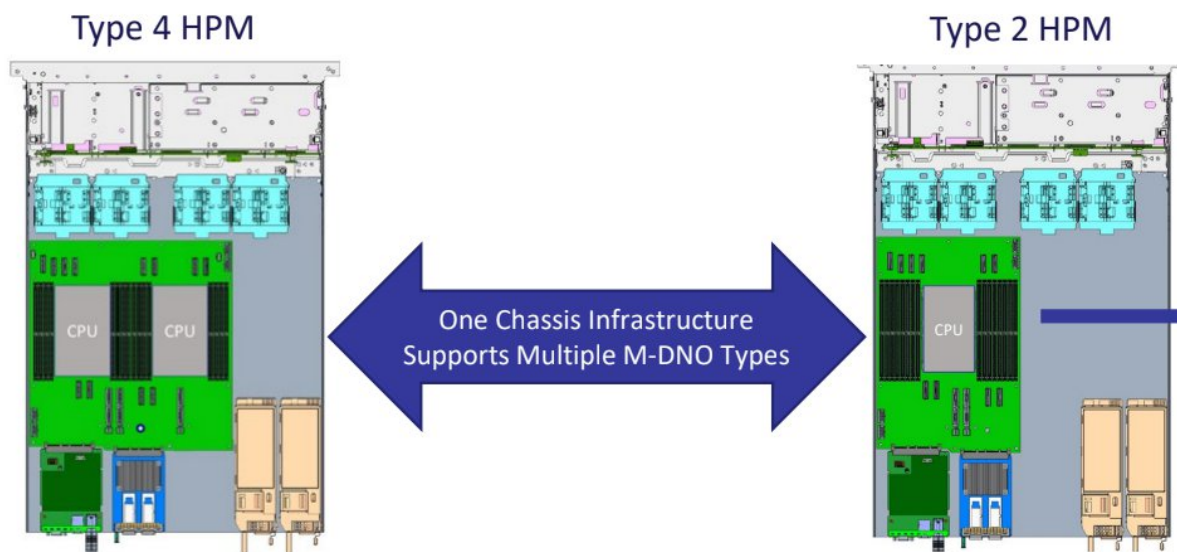 Type 4 HPM
Type 2 HPM
CPU
CPU
One Chassis Infrastructure
Supports Multiple M-DNO Types
CPU